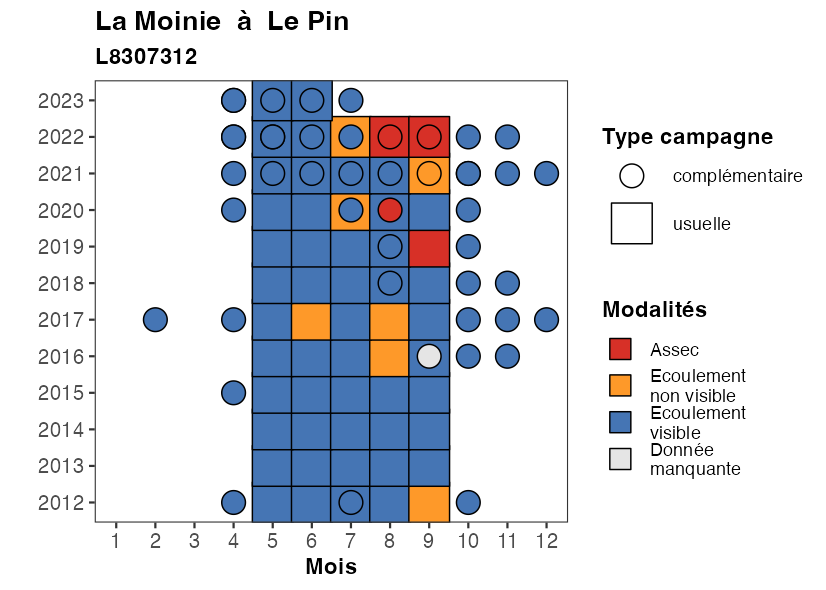 La Moinie  à  Le Pin
L8307312
2023
2022
2021
2020
2019
2018
2017
2016
2015
2014
2013
2012
1 2 3 4 5 6 7 8 9 10 11 12
Mois
Type campagne
complémentaire
usuelle
Modalités
Assec
Ecoulement
non visible
Ecoulement
visible
Donnée
manquante